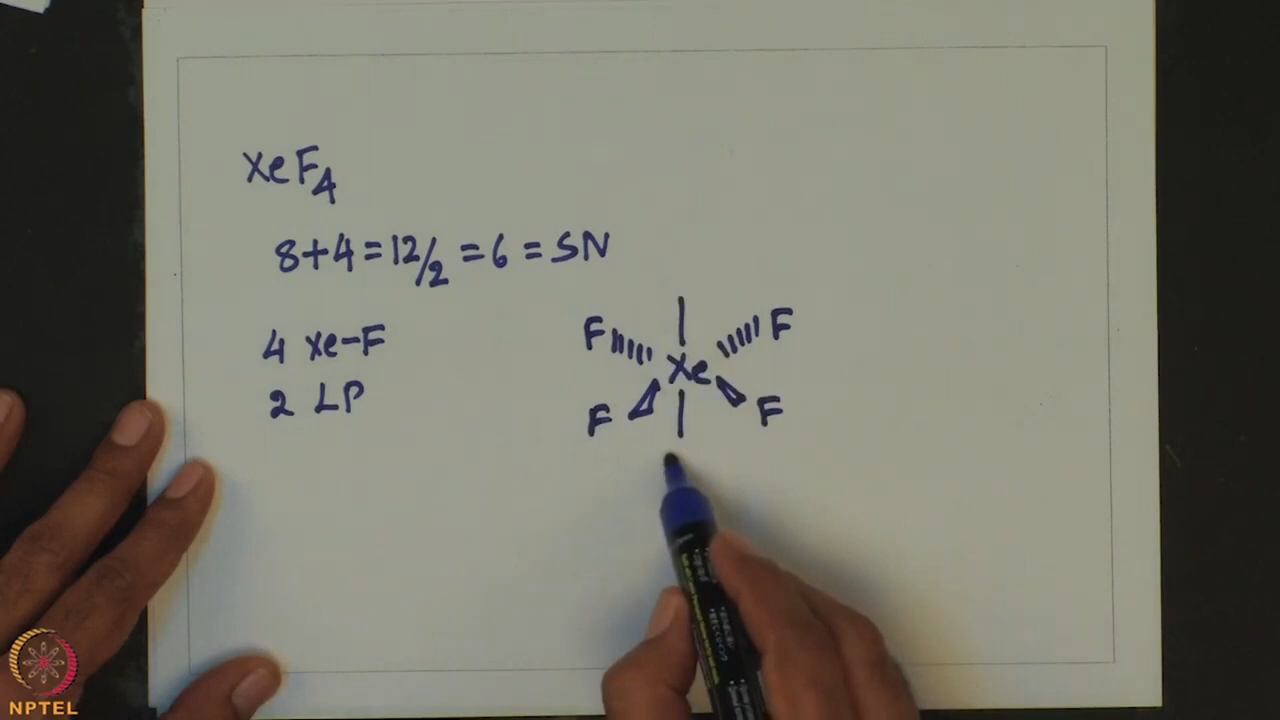 XeF₄
8+4=12/2=6=SN
4 Xe-F
2 LP
F F
Xe
F F
NPTEL